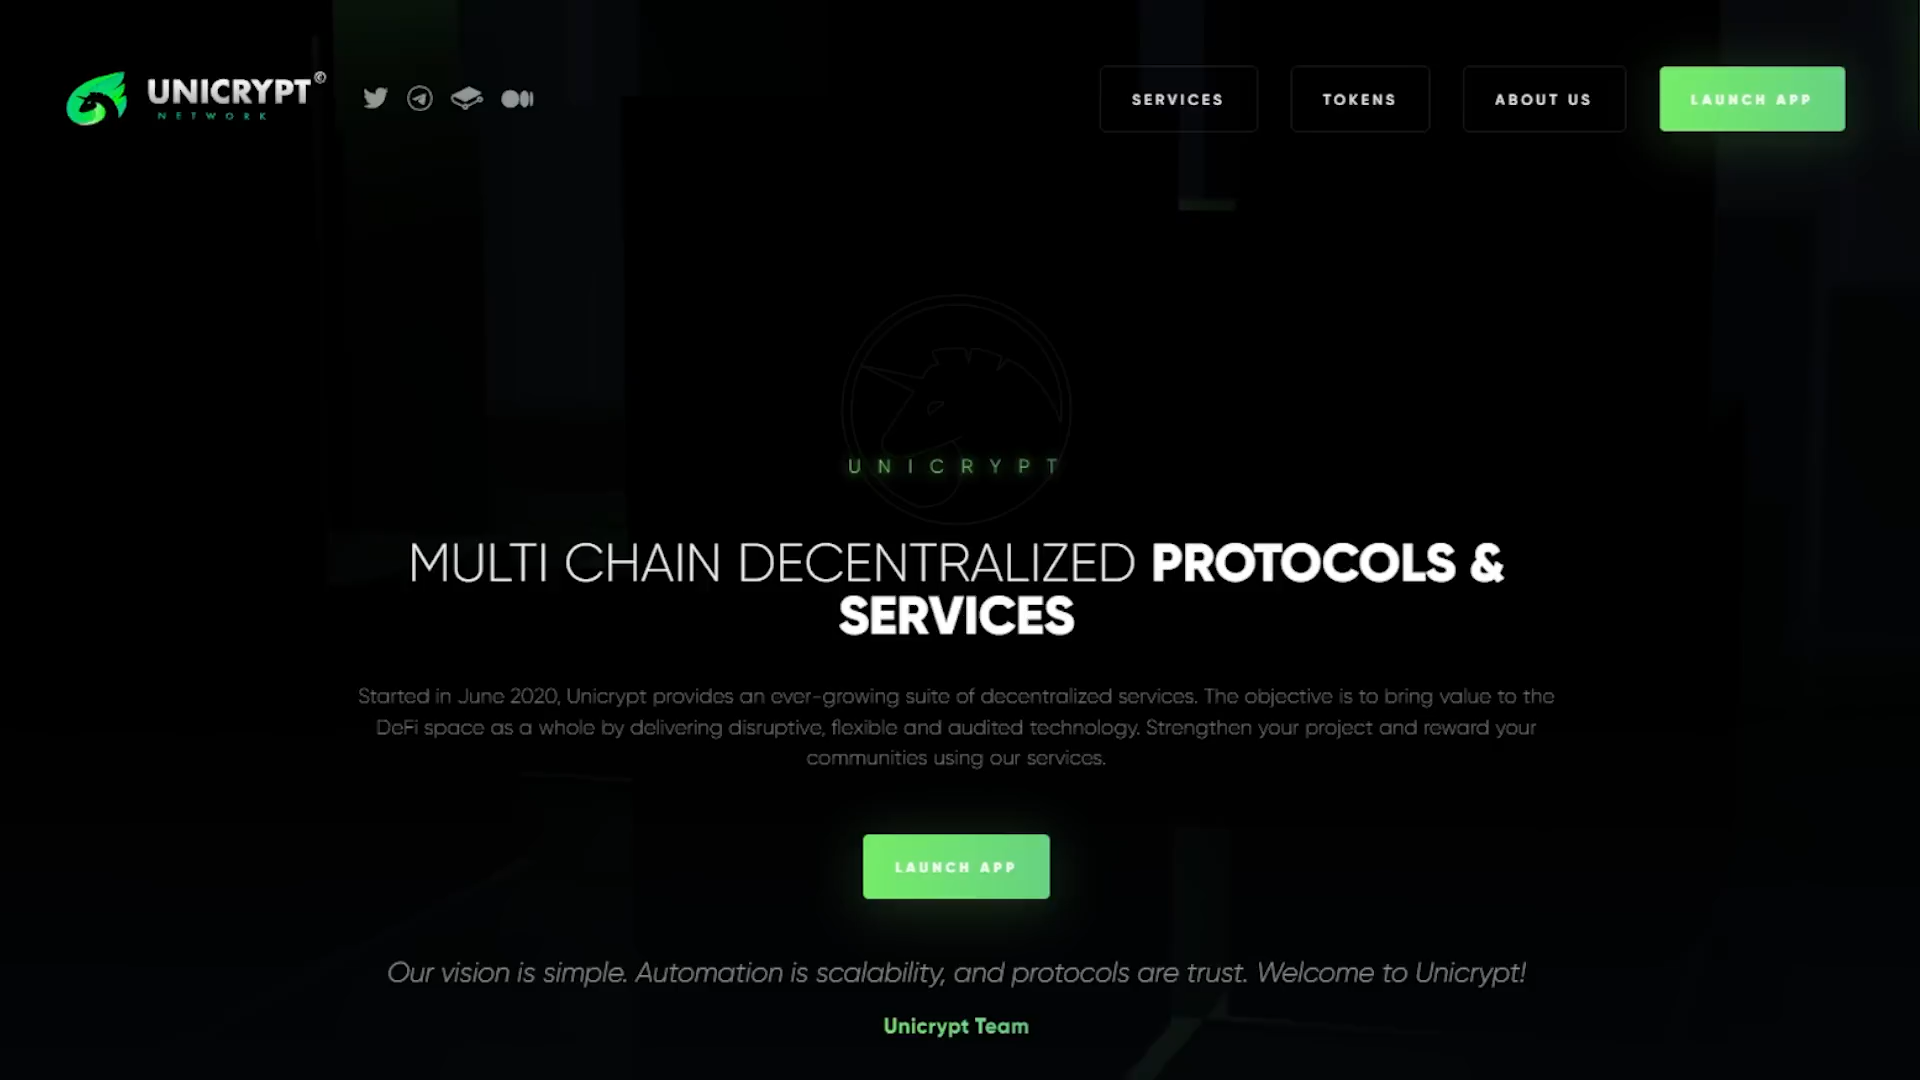 UNICRYPT©
NETWORK
SERVICES
TOKENS
ABOUT US
LAUNCH APP
UNICRYPT
MULTI CHAIN DECENTRALIZED PROTOCOLS &
SERVICES
Started in June 2020, Unicrypt provides an ever-growing suite of decentralized services. The objective is to bring value to the
DeFi space as a whole by delivering disruptive, flexible and audited technology. Strengthen your project and reward your
communities using our services.
LAUNCH APP
Our vision is simple. Automation is scalability, and protocols are trust. Welcome to Unicrypt!
Unicrypt Team